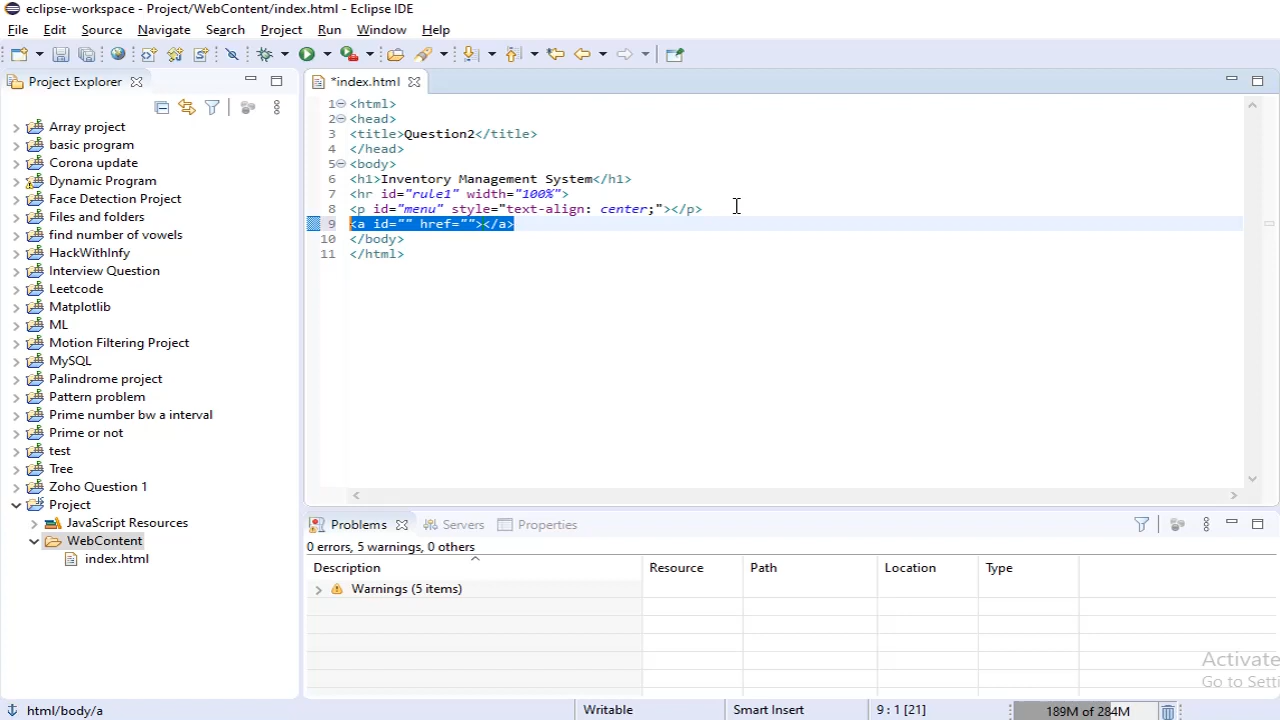 eclipse-workspace - Project/WebContent/index.html - Eclipse IDE
File Edit Source Navigate Search Project Run Window Help
Project Explorer
*index.html
Array project
basic program
Corona update
Dynamic Program
Face Detection Project
Files and folders
find number of vowels
HackWithInfy
Interview Question
Leetcode
Matplotlib
ML
Motion Filtering Project
MySQL
Palindrome project
Pattern problem
Prime number bw a interval
Prime or not
test
Tree
Zoho Question 1
Project
JavaScript Resources
WebContent
index.html
1 <html>
2 <head>
3 <title>Question2</title>
4 </head>
5 <body>
6 <h1>Inventory Management System</h1>
7 <hr id="rule1" width="100%">
8 <p id="menu" style="text-align: center;"></p>
9 <a id="" href=""></a>
10 </body>
11 </html>
Problems Servers Properties
0 errors, 5 warnings, 0 others
Description Resource Path Location Type
Warnings (5 items)
Activate
Go to Setti
html/body/a Writable Smart Insert 9 : 1 [21] 189M of 284M